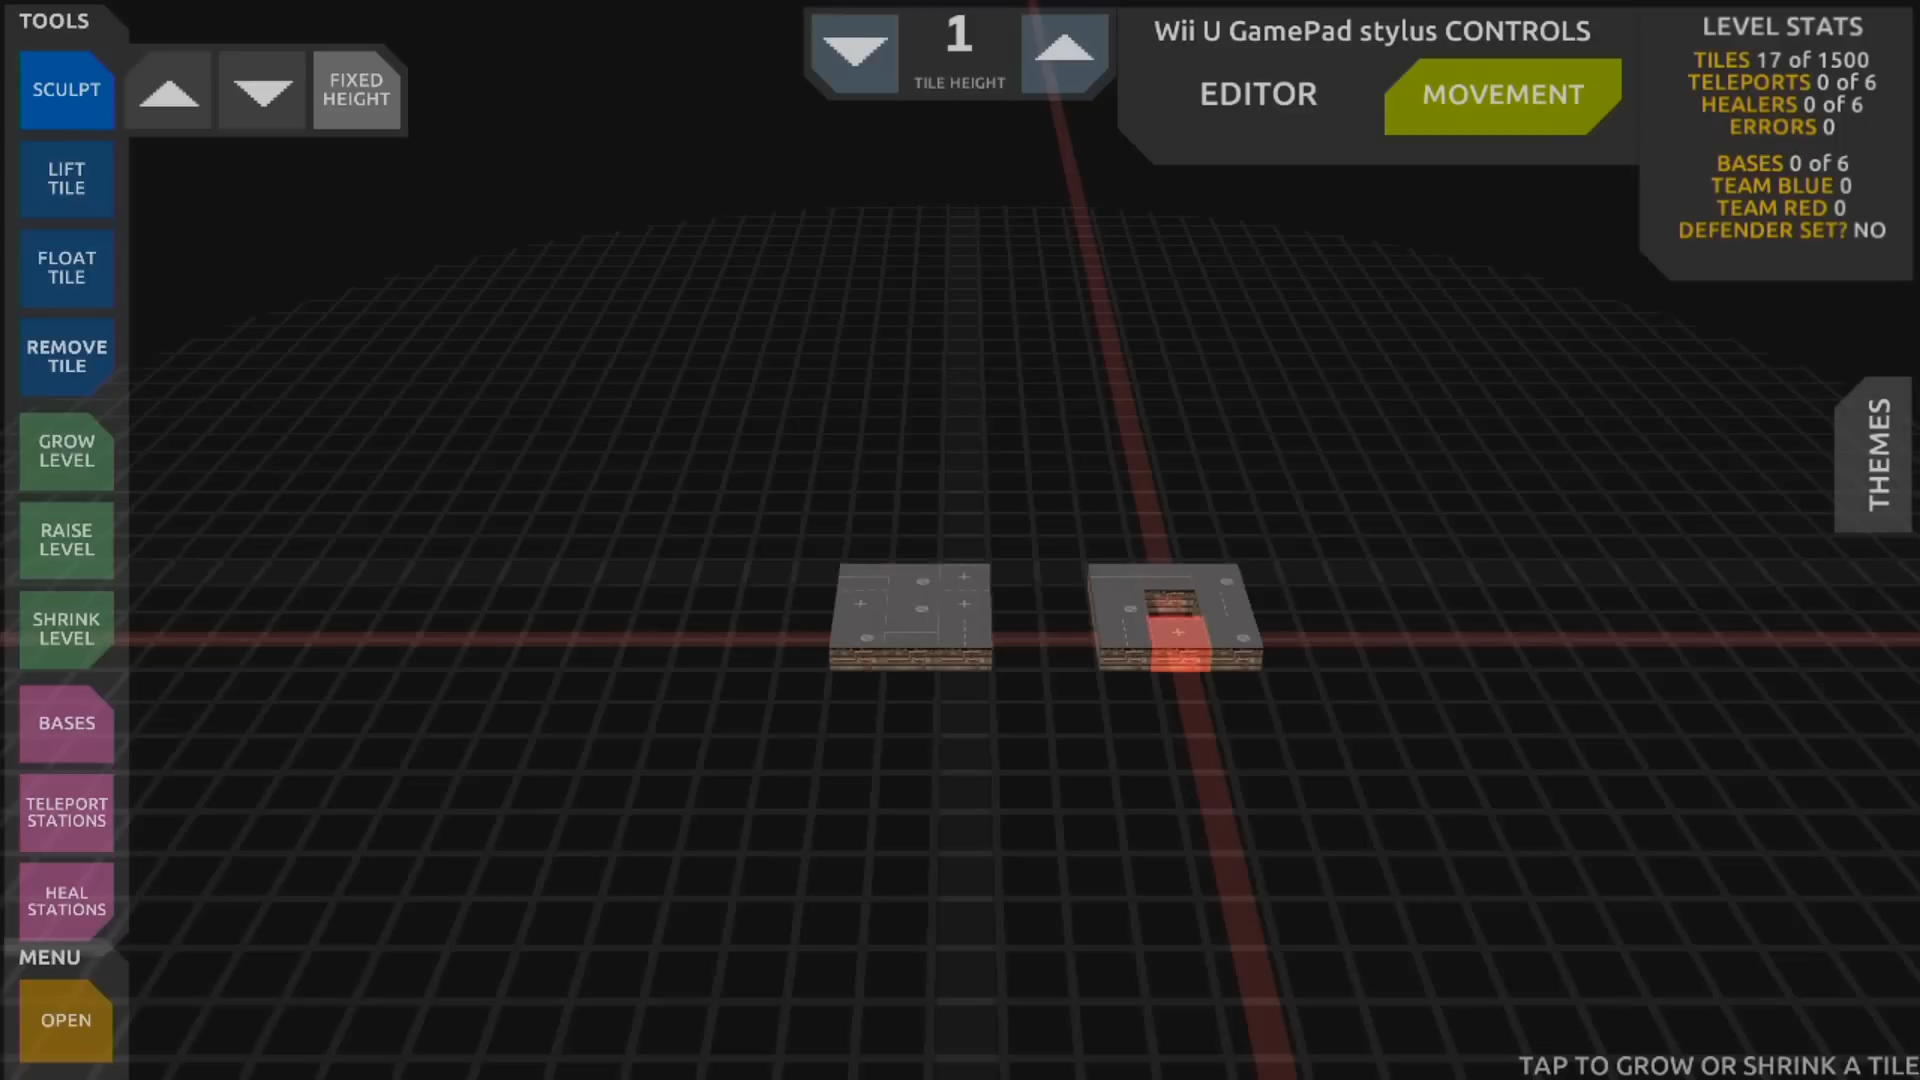 TOOLS
SCULPT
FIXED
HEIGHT
LIFT
TILE
FLOAT
TILE
REMOVE
TILE
GROW
LEVEL
RAISE
LEVEL
SHRINK
LEVEL
BASES
TELEPORT
STATIONS
HEAL
STATIONS
MENU
OPEN
1
TILE HEIGHT
Wii U GamePad stylus CONTROLS
EDITOR
MOVEMENT
LEVEL STATS
TILES 17 of 1500
TELEPORTS 0 of 6
HEALERS 0 of 6
ERRORS 0
BASES 0 of 6
TEAM BLUE 0
TEAM RED 0
DEFENDER SET? NO
THEMES
TAP TO GROW OR SHRINK A TILE